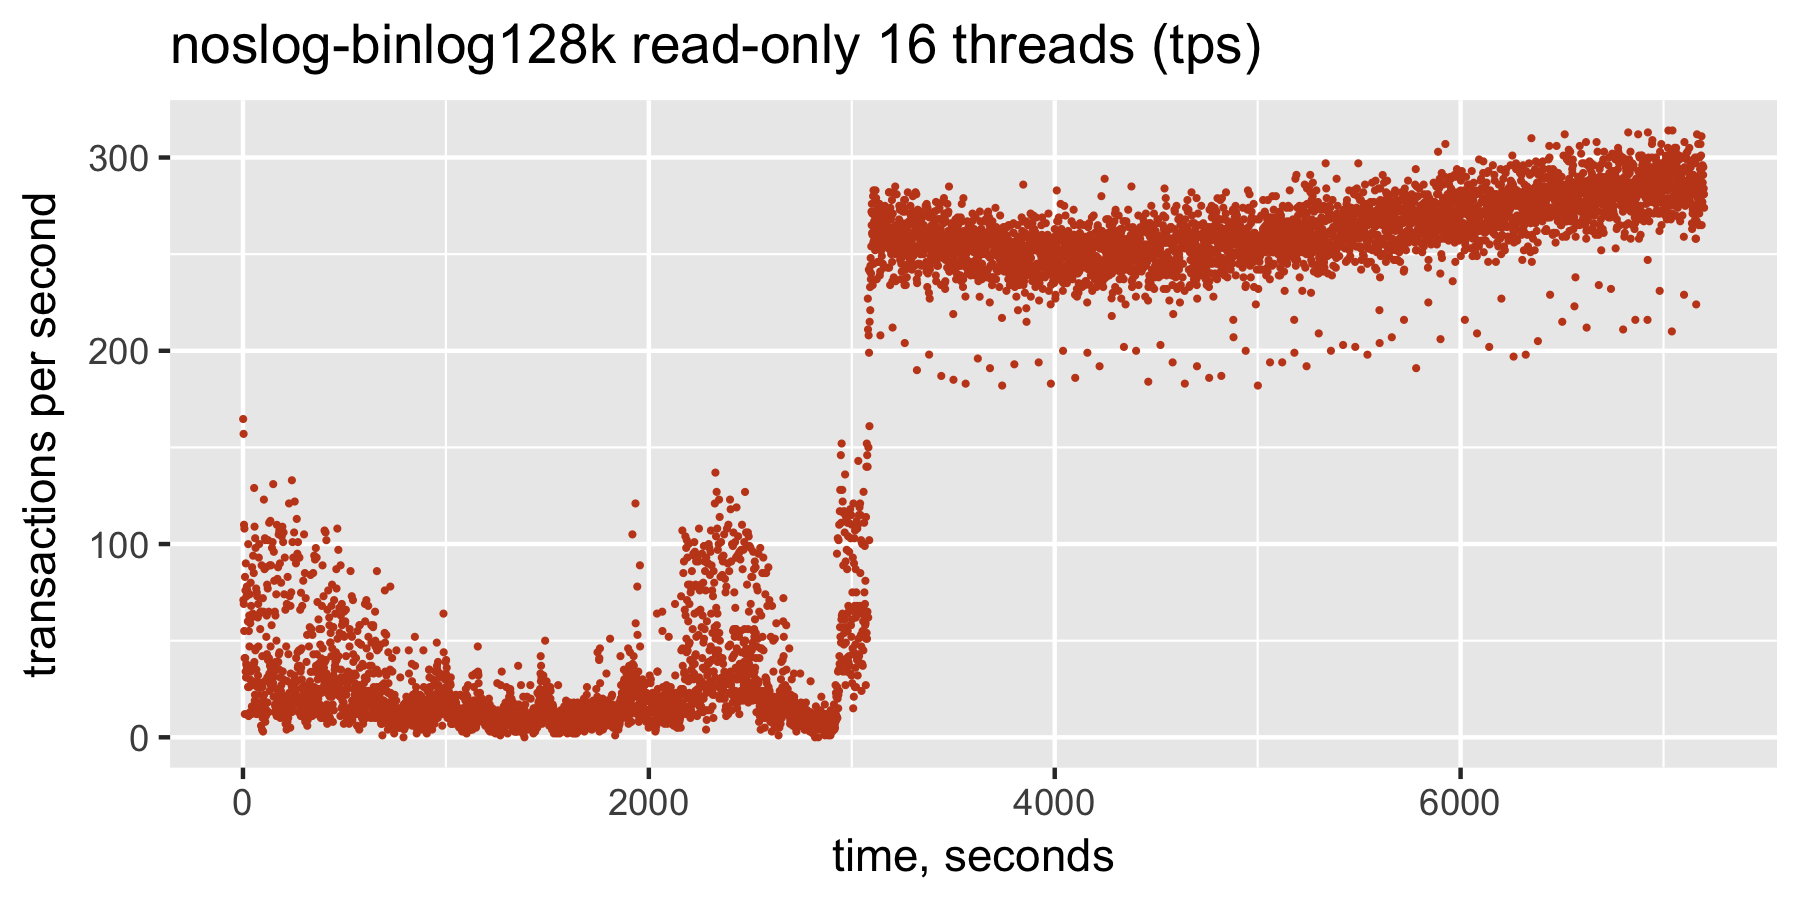 noslog-binlog128k read-only 16 threads (tps)
transactions per second
300
200
100
0
0 2000 4000 6000
time, seconds